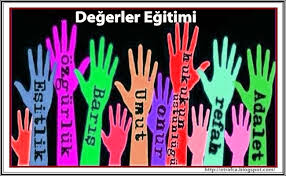 Değerler Eğitimi
Eşitlik
özgürlük
Barış
Umut
onur
hukukun
üstünlüğü
refah
Adalet